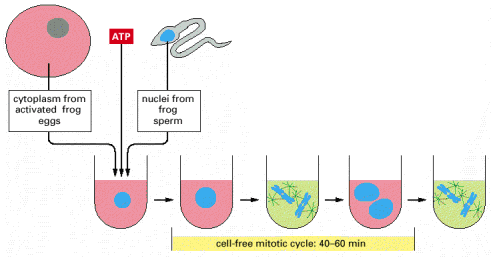 ATP
cytoplasm from
activated frog
eggs
nuclei from
frog
sperm
cell-free mitotic cycle: 40–60 min